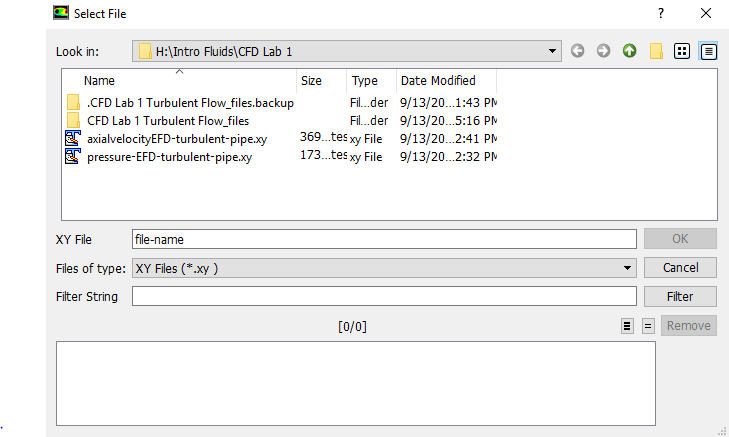 Select File
? 
Look in: H:\Intro Fluids\CFD Lab 1
Name Size Type Date Modified
.CFD Lab 1 Turbulent Flow_files.backup Fil...der 9/13/20...1:43 PM
CFD Lab 1 Turbulent Flow_files Fil...der 9/13/20...5:16 PM
axialvelocityEFD-turbulent-pipe.xy 369...tes xy File 9/13/20...2:41 PM
pressure-EFD-turbulent-pipe.xy 173...tes xy File 9/13/20...2:32 PM
XY File file-name OK
Files of type: XY Files (*.xy ) Cancel
Filter String Filter
[0/0] Remove